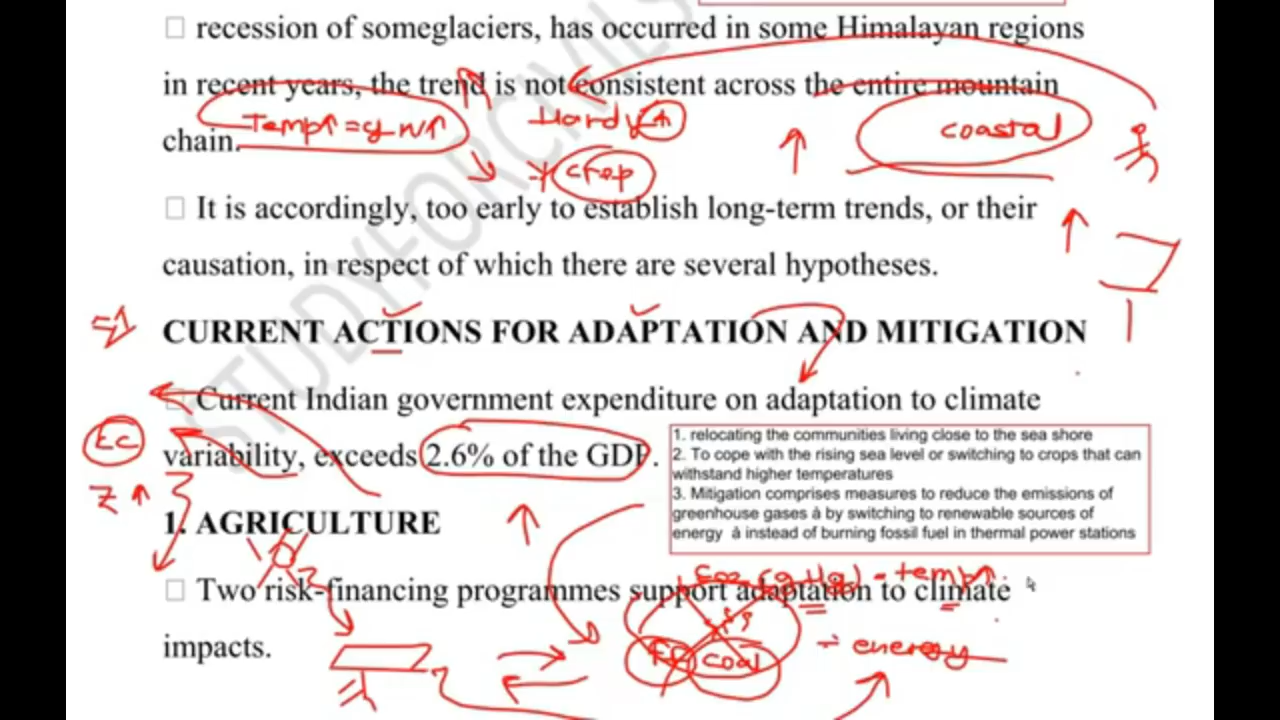 □ recession of someglaciers, has occurred in some Himalayan regions
in recent years, the trend is not consistent across the entire mountain
chain.
Temp↑ =
Hardy
coastal
crop
□ It is accordingly, too early to establish long-term trends, or their
causation, in respect of which there are several hypotheses.
CURRENT ACTIONS FOR ADAPTATION AND MITIGATION
□ Current Indian government expenditure on adaptation to climate
variability, exceeds 2.6% of the GDP.
EC
1. relocating the communities living close to the sea shore
2. To cope with the rising sea level or switching to crops that can
withstand higher temperatures
3. Mitigation comprises measures to reduce the emissions of
greenhouse gases à by switching to renewable sources of
energy à instead of burning fossil fuel in thermal power stations
1. AGRICULTURE
temp↑
□ Two risk-financing programmes support adaptation to climate
impacts.
FF coal
energy
STUDYFORCIVILS